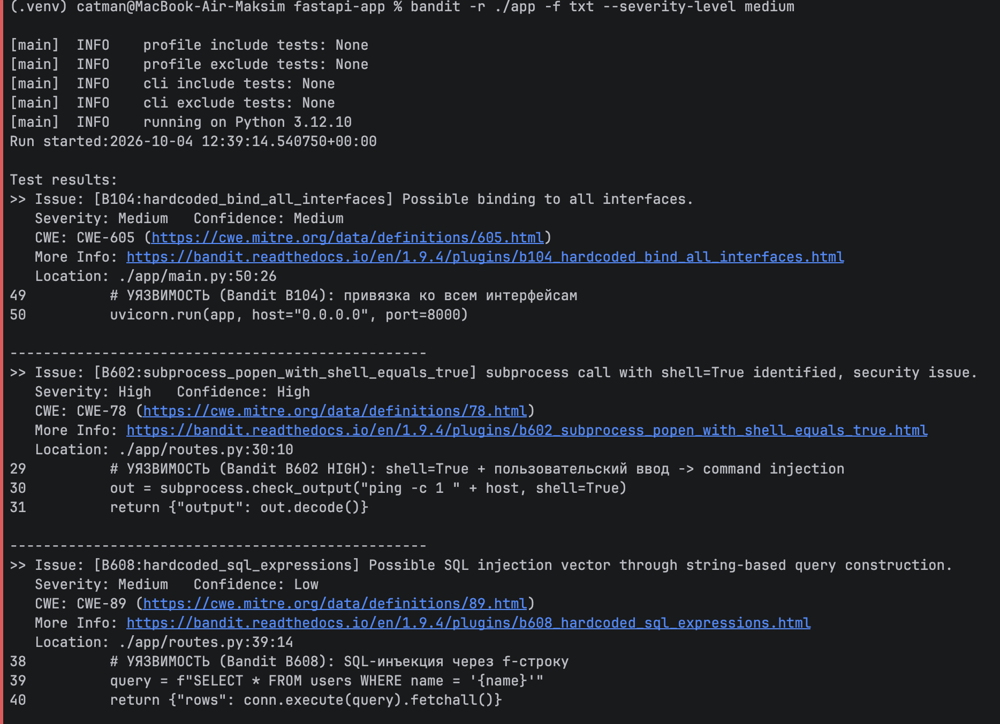 (.venv) catman@MacBook-Air-Maksim fastapi-app % bandit -r ./app -f txt --severity-level medium
[main]  INFO    profile include tests: None
[main]  INFO    profile exclude tests: None
[main]  INFO    cli include tests: None
[main]  INFO    cli exclude tests: None
[main]  INFO    running on Python 3.12.10
Run started:2026-10-04 12:39:14.540750+00:00
Test results:
>> Issue: [B104:hardcoded_bind_all_interfaces] Possible binding to all interfaces.
   Severity: Medium   Confidence: Medium
   CWE: CWE-605 (https://cwe.mitre.org/data/definitions/605.html)
   More Info: https://bandit.readthedocs.io/en/1.9.4/plugins/b104_hardcoded_bind_all_interfaces.html
   Location: ./app/main.py:50:26
49          # УЯЗВИМОСТЬ (Bandit B104): привязка ко всем интерфейсам
50          uvicorn.run(app, host="0.0.0.0", port=8000)
--------------------------------------------------
>> Issue: [B602:subprocess_popen_with_shell_equals_true] subprocess call with shell=True identified, security issue.
   Severity: High   Confidence: High
   CWE: CWE-78 (https://cwe.mitre.org/data/definitions/78.html)
   More Info: https://bandit.readthedocs.io/en/1.9.4/plugins/b602_subprocess_popen_with_shell_equals_true.html
   Location: ./app/routes.py:30:10
29          # УЯЗВИМОСТЬ (Bandit B602 HIGH): shell=True + пользовательский ввод -> command injection
30          out = subprocess.check_output("ping -c 1 " + host, shell=True)
31          return {"output": out.decode()}
--------------------------------------------------
>> Issue: [B608:hardcoded_sql_expressions] Possible SQL injection vector through string-based query construction.
   Severity: Medium   Confidence: Low
   CWE: CWE-89 (https://cwe.mitre.org/data/definitions/89.html)
   More Info: https://bandit.readthedocs.io/en/1.9.4/plugins/b608_hardcoded_sql_expressions.html
   Location: ./app/routes.py:39:14
38          # УЯЗВИМОСТЬ (Bandit B608): SQL-инъекция через f-строку
39          query = f"SELECT * FROM users WHERE name = '{name}'"
40          return {"rows": conn.execute(query).fetchall()}